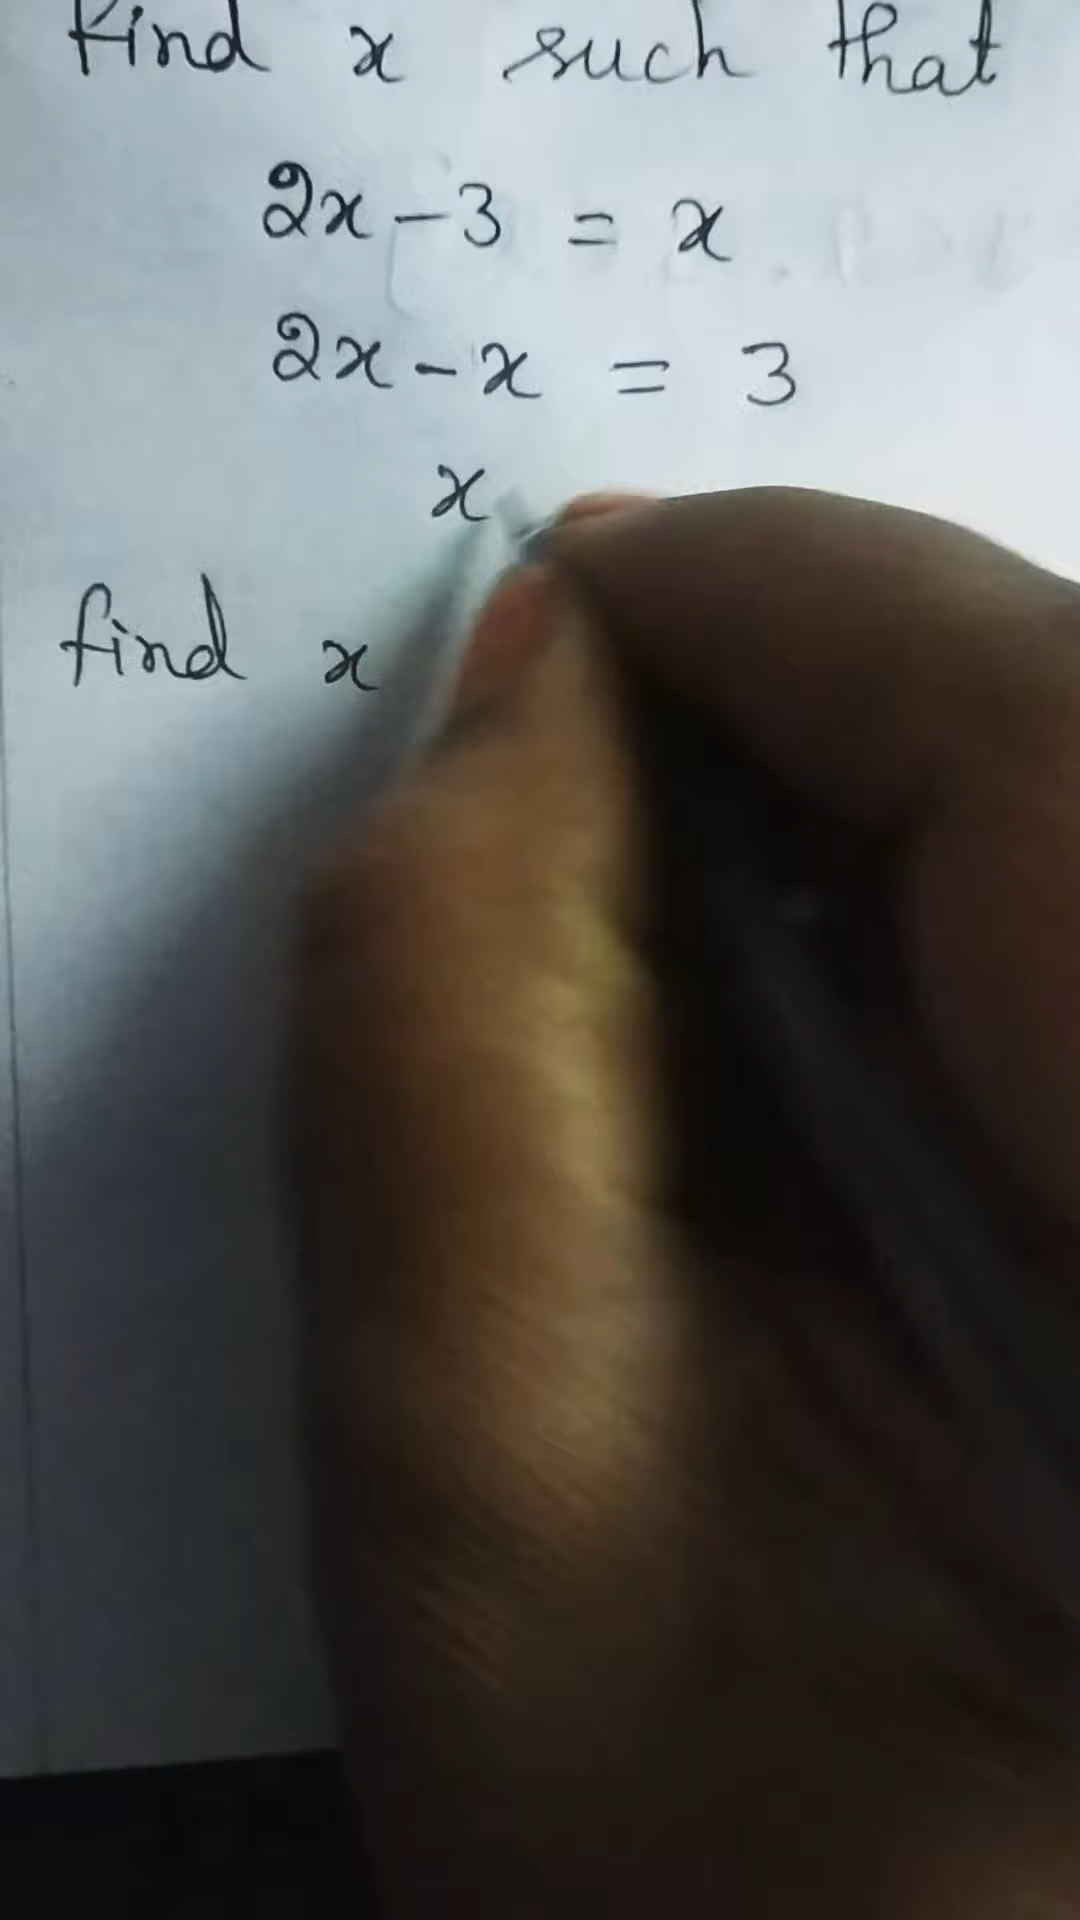 Find x such that
2x - 3 = x
2x - x = 3
x
find x